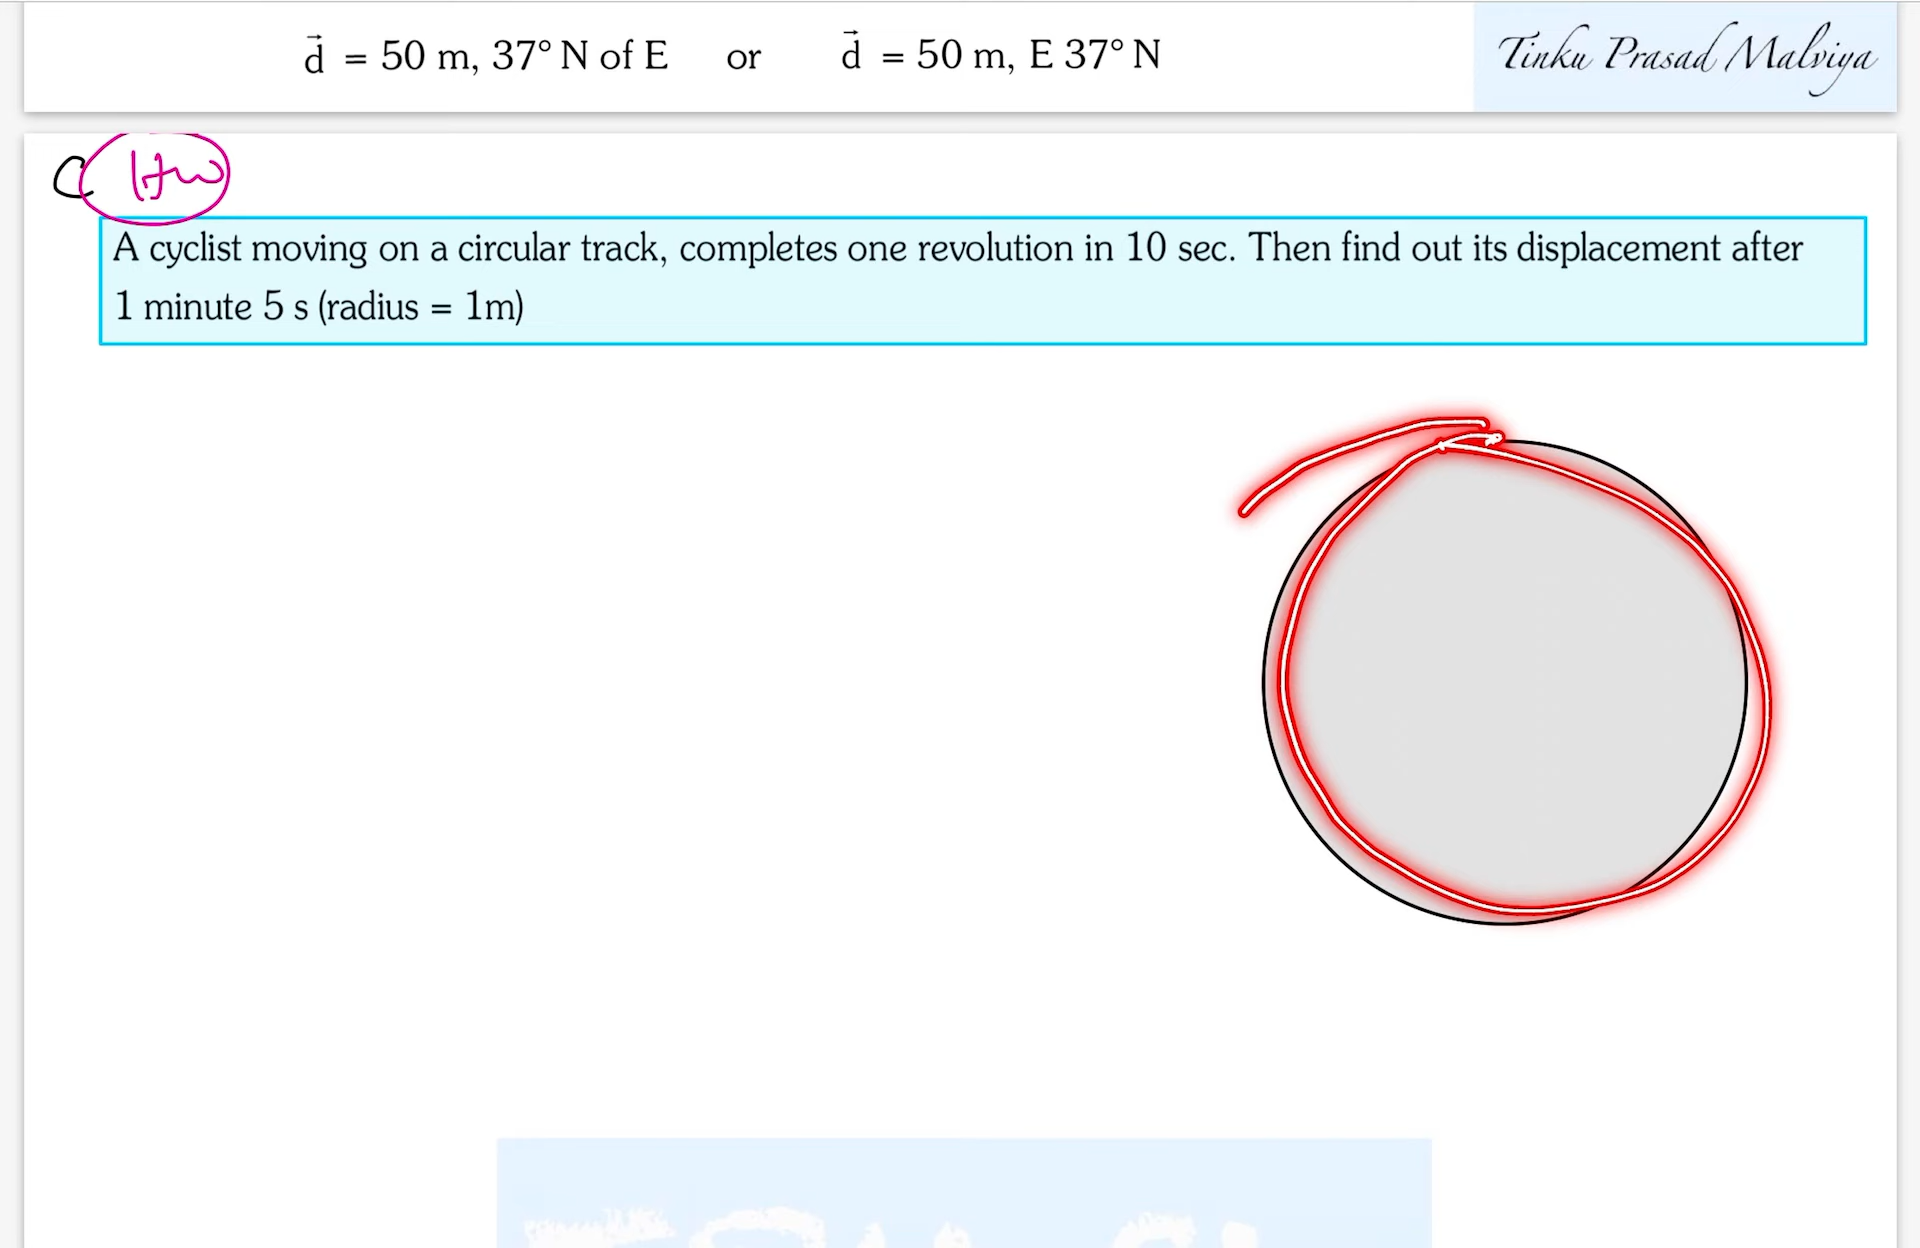 d⃗ = 50 m, 37° N of E or d⃗ = 50 m, E 37° N
Tinku Prasad Malviya
C Hw
A cyclist moving on a circular track, completes one revolution in 10 sec. Then find out its displacement after
1 minute 5 s (radius = 1m)